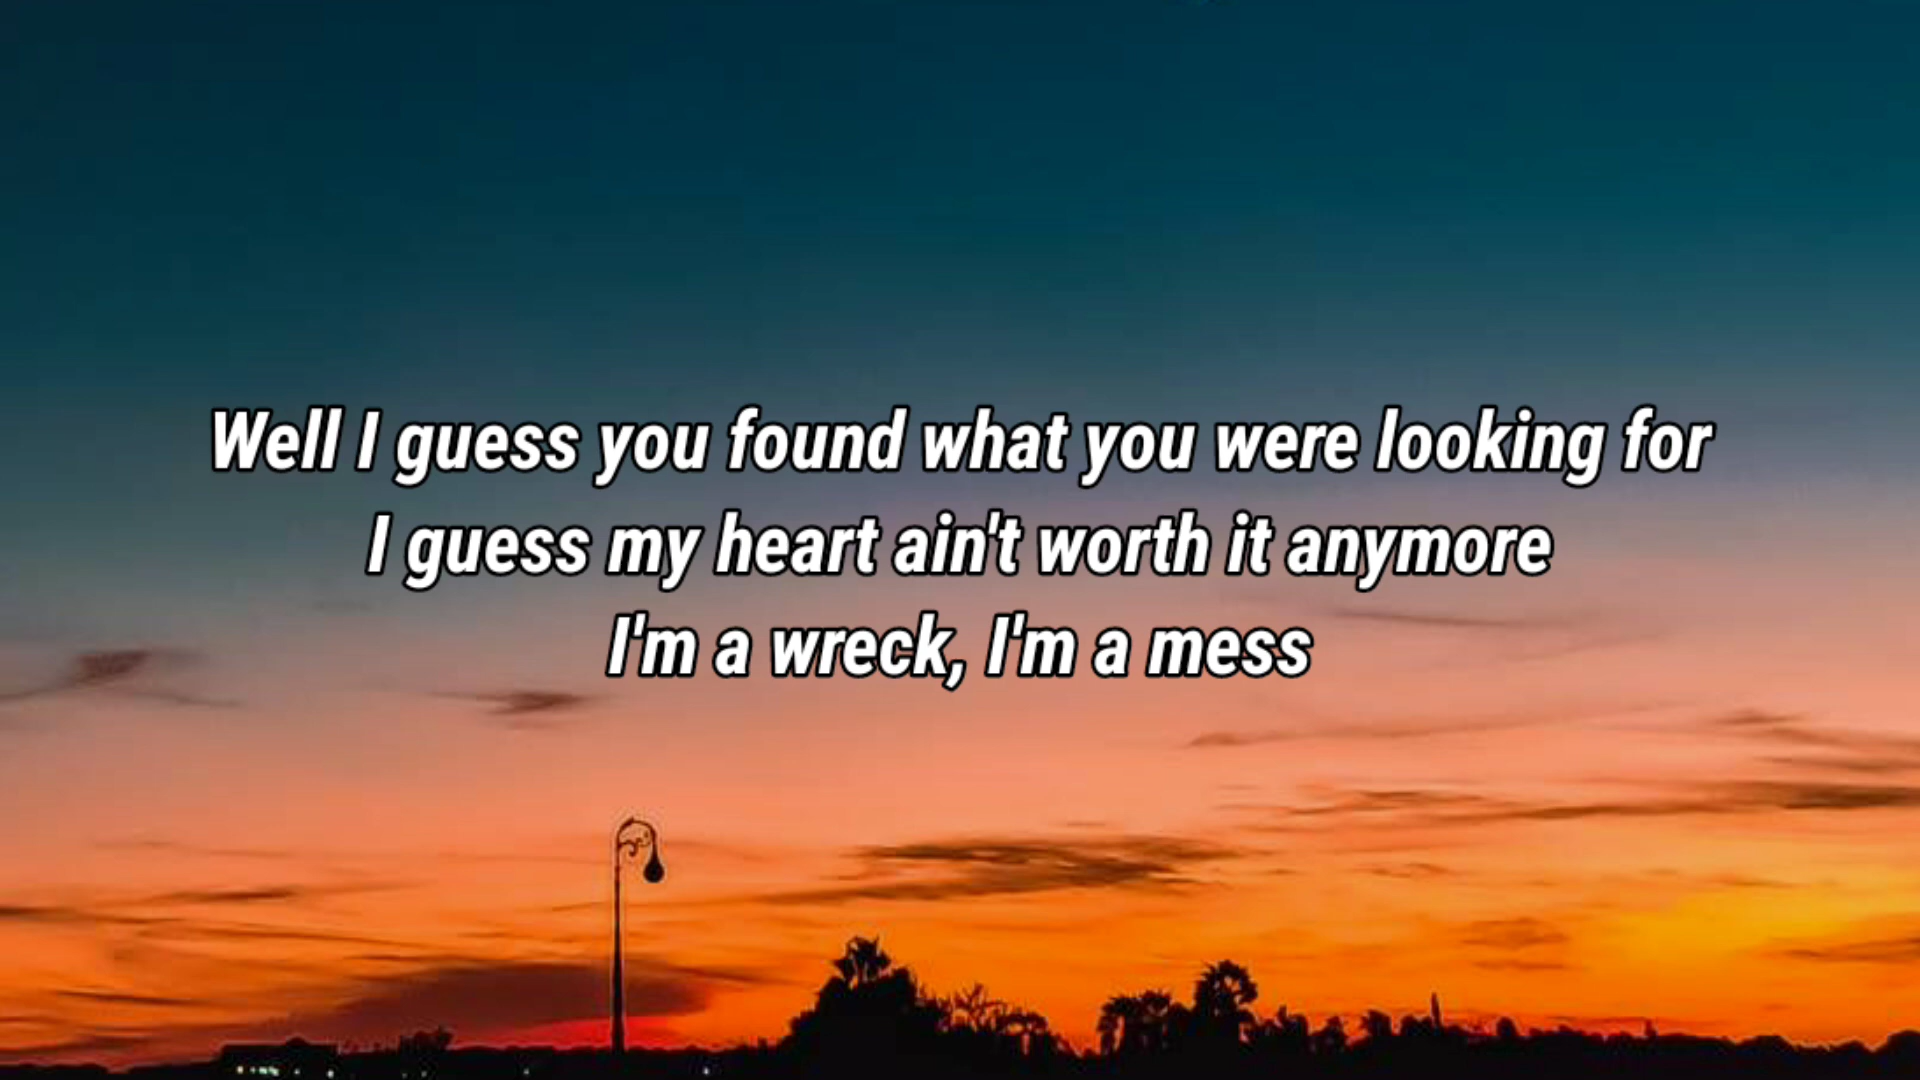 Well I guess you found what you were looking for
I guess my heart ain't worth it anymore
I'm a wreck, I'm a mess